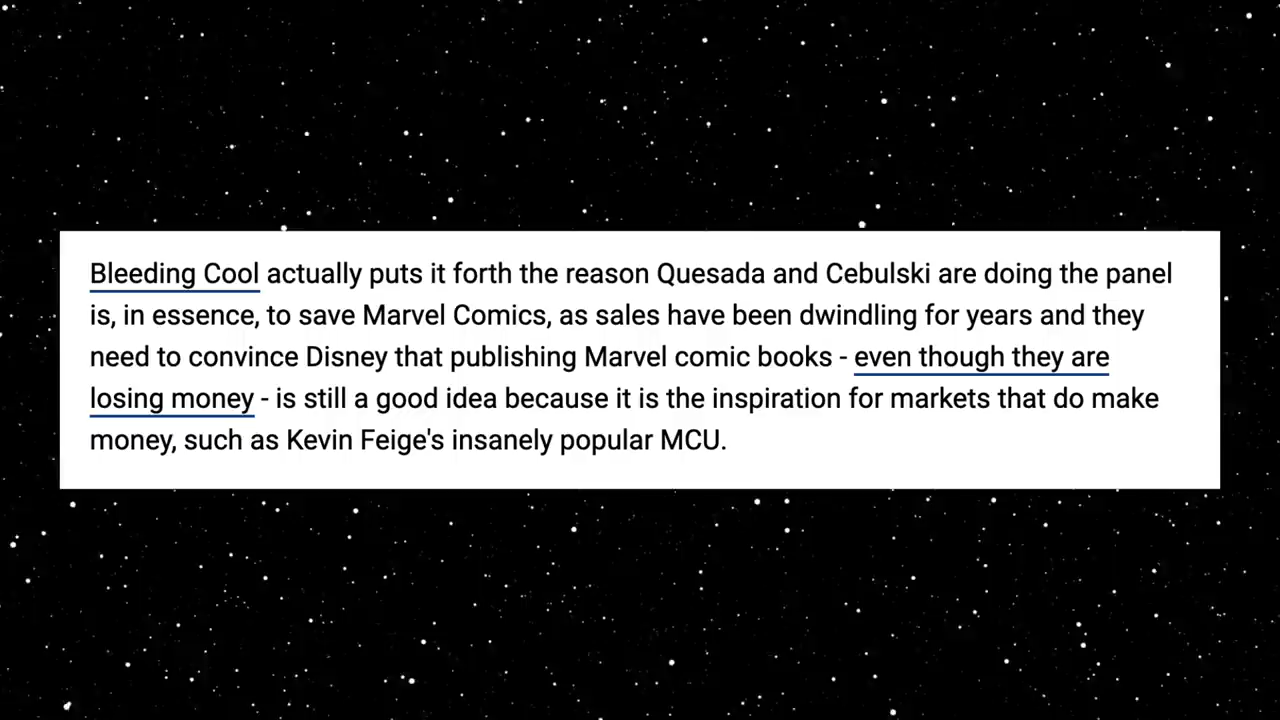 Bleeding Cool actually puts it forth the reason Quesada and Cebulski are doing the panel
is, in essence, to save Marvel Comics, as sales have been dwindling for years and they
need to convince Disney that publishing Marvel comic books - even though they are
losing money - is still a good idea because it is the inspiration for markets that do make
money, such as Kevin Feige's insanely popular MCU.